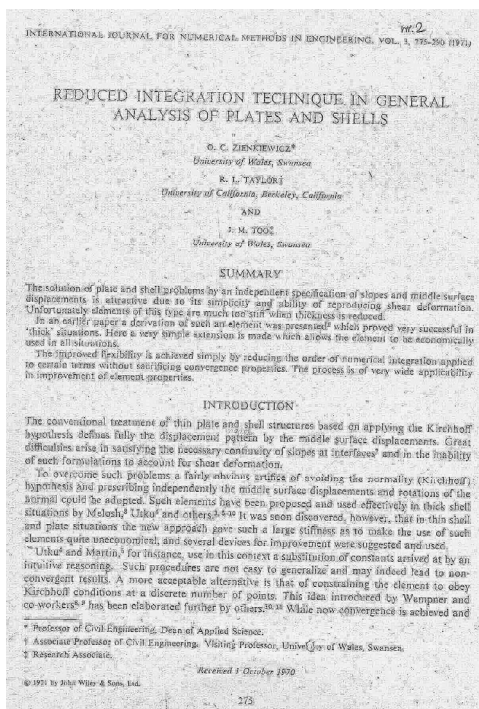 nr. 2
INTERNATIONAL JOURNAL FOR NUMERICAL METHODS IN ENGINEERING, VOL. 3, 275-290 (1971)
REDUCED INTEGRATION TECHNIQUE IN GENERAL
ANALYSIS OF PLATES AND SHELLS
O. C. ZIENKIEWICZ*
University of Wales, Swansea
R. L. TAYLOR†
University of California, Berkeley, California
AND
J. M. TOO‡
University of Wales, Swansea
SUMMARY
The solution of plate and shell problems by an independent specification of slopes and middle surface
displacements is attractive due to its simplicity and ability of reproducing shear deformation.
Unfortunately elements of this type are much too stiff when thickness is reduced.
In an earlier paper a derivation of such an element was presented² which proved very successful in
'thick' situations. Here a very simple extension is made which allows the element to be economically
used in all situations.
The improved flexibility is achieved simply by reducing the order of numerical integration applied
to certain terms without sacrificing convergence properties. The process is of very wide applicability
in improvement of element properties.
INTRODUCTION
The conventional treatment of thin plate and shell structures based on applying the Kirchhoff
hypothesis defines fully the displacement pattern by the middle surface displacements. Great
difficulties arise in satisfying the necessary continuity of slopes at interfaces¹ and in the inability
of such formulations to account for shear deformation.
To overcome such problems a fairly obvious artifice of avoiding the normality (Kirchhoff)
hypothesis and prescribing independently the middle surface displacements and rotations of the
normal could be adopted. Such elements have been proposed and used effectively in thick shell
situations by Melosh, Utku and others. It was soon discovered, however, that in thin shell
and plate situations the new approach gave such a large stiffness as to make the use of such
elements quite uneconomical, and several devices for improvement were suggested and used.
Utku and Martin, for instance, use in this context a substitution of constants arrived at by an
intuitive reasoning. Such procedures are not easy to generalize and may indeed lead to non-
convergent results. A more acceptable alternative is that of constraining the element to obey
Kirchhoff conditions at a discrete number of points. This idea introduced by Wempner and
co-workers has been elaborated further by others. While now convergence is achieved and
* Professor of Civil Engineering, Dean of Applied Science.
† Associate Professor of Civil Engineering. Visiting Professor, University of Wales, Swansea.
‡ Research Associate.
Received 1 October 1970
© 1971 by John Wiley & Sons, Ltd.
275